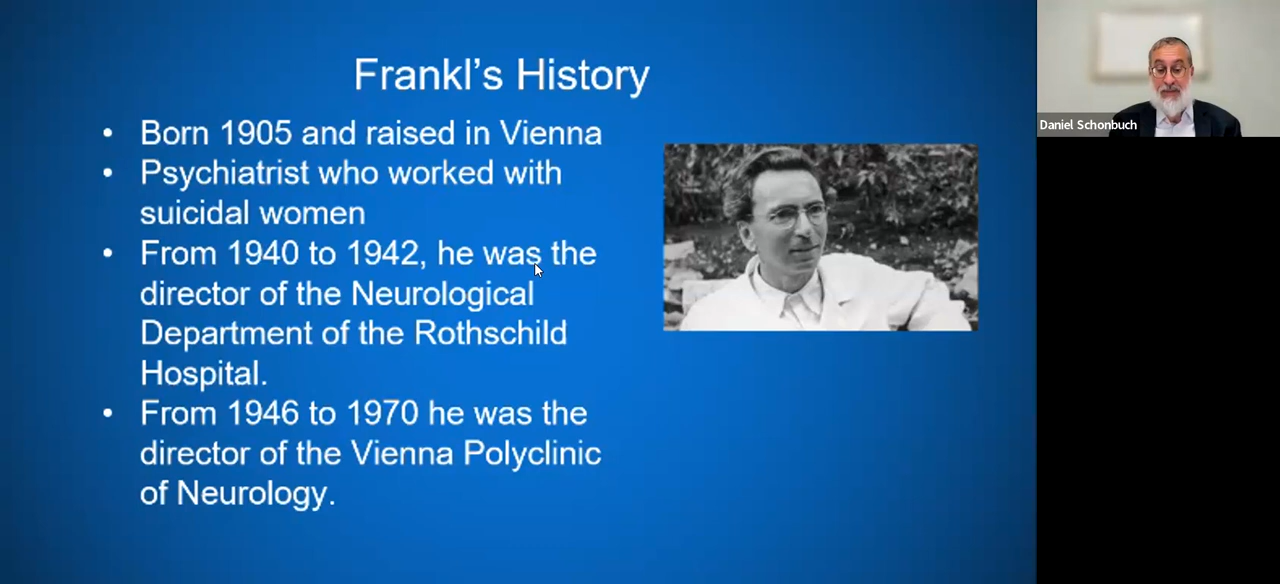 Frankl's History
• Born 1905 and raised in Vienna
• Psychiatrist who worked with
suicidal women
• From 1940 to 1942, he was the
director of the Neurological
Department of the Rothschild
Hospital.
• From 1946 to 1970 he was the
director of the Vienna Polyclinic
of Neurology.
Daniel Schonbuch